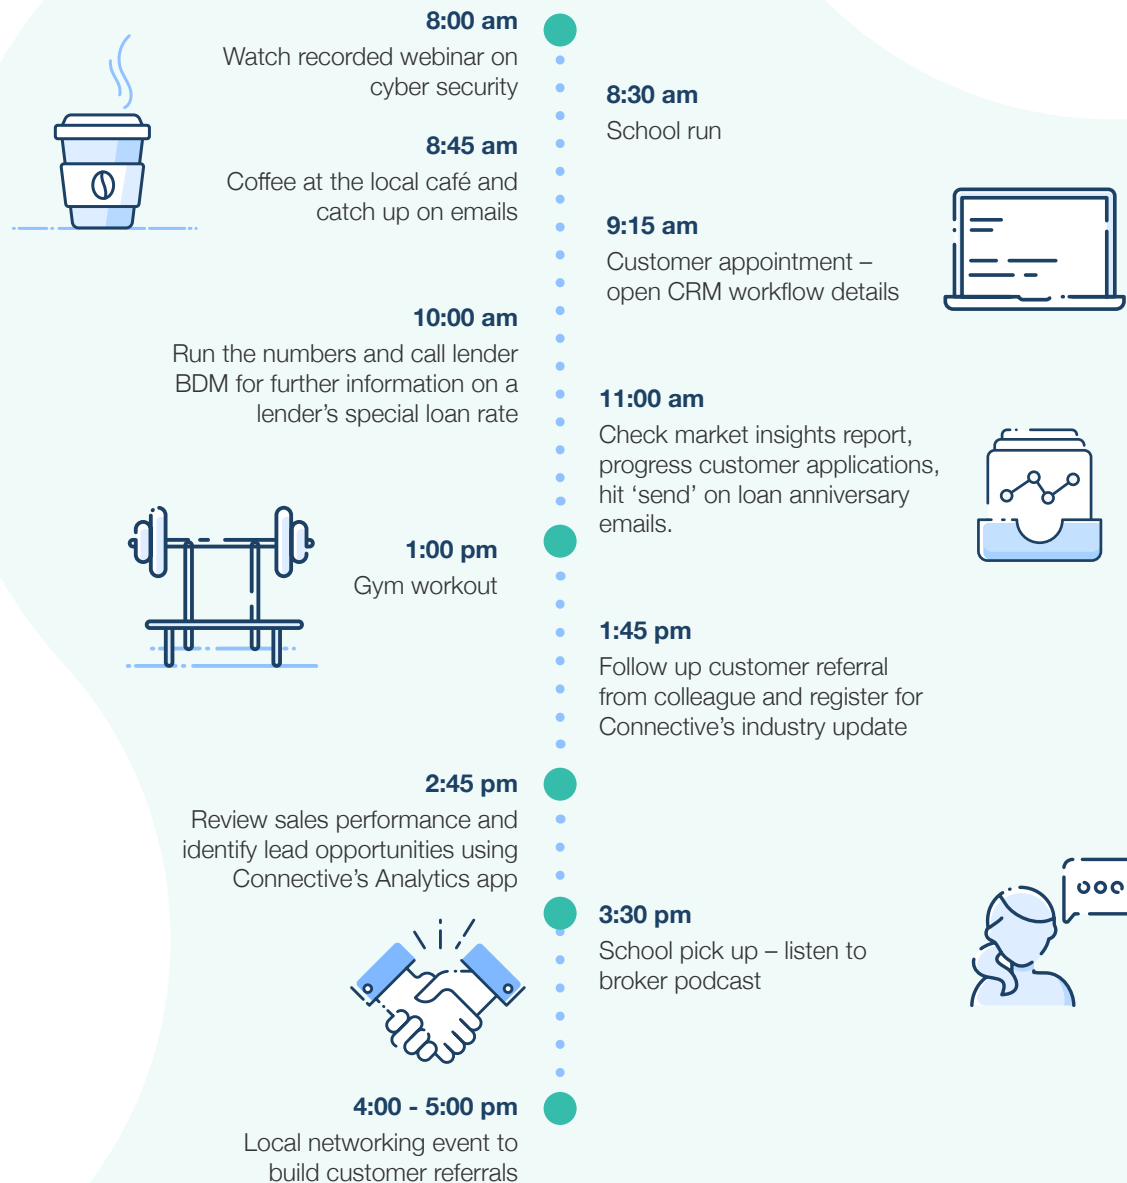 8:00 am
Watch recorded webinar on
cyber security
8:30 am
School run
8:45 am
Coffee at the local café and
catch up on emails
9:15 am
Customer appointment –
open CRM workflow details
10:00 am
Run the numbers and call lender
BDM for further information on a
lender’s special loan rate
11:00 am
Check market insights report,
progress customer applications,
hit ‘send’ on loan anniversary
emails.
1:00 pm
Gym workout
1:45 pm
Follow up customer referral
from colleague and register for
Connective’s industry update
2:45 pm
Review sales performance and
identify lead opportunities using
Connective’s Analytics app
3:30 pm
School pick up – listen to
broker podcast
4:00 - 5:00 pm
Local networking event to
build customer referrals